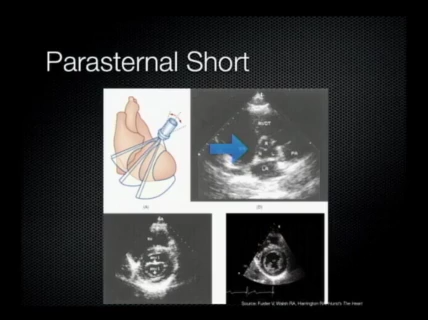 Parasternal Short
RVOT
(A)
(B)
Source: Fuster V, Walsh RA, Harrington RA: Hurst's The Heart